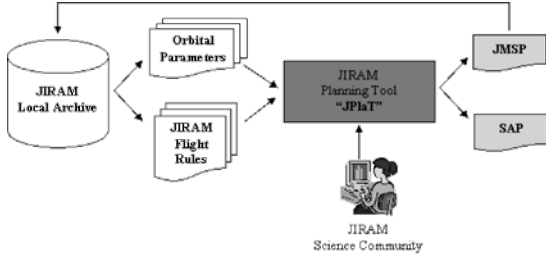 JIRAM
Local Archive
Orbital
Parameters
JIRAM
Flight
Rules
JIRAM
Planning Tool
“JPlaT”
JMSP
SAP
JIRAM
Science Community